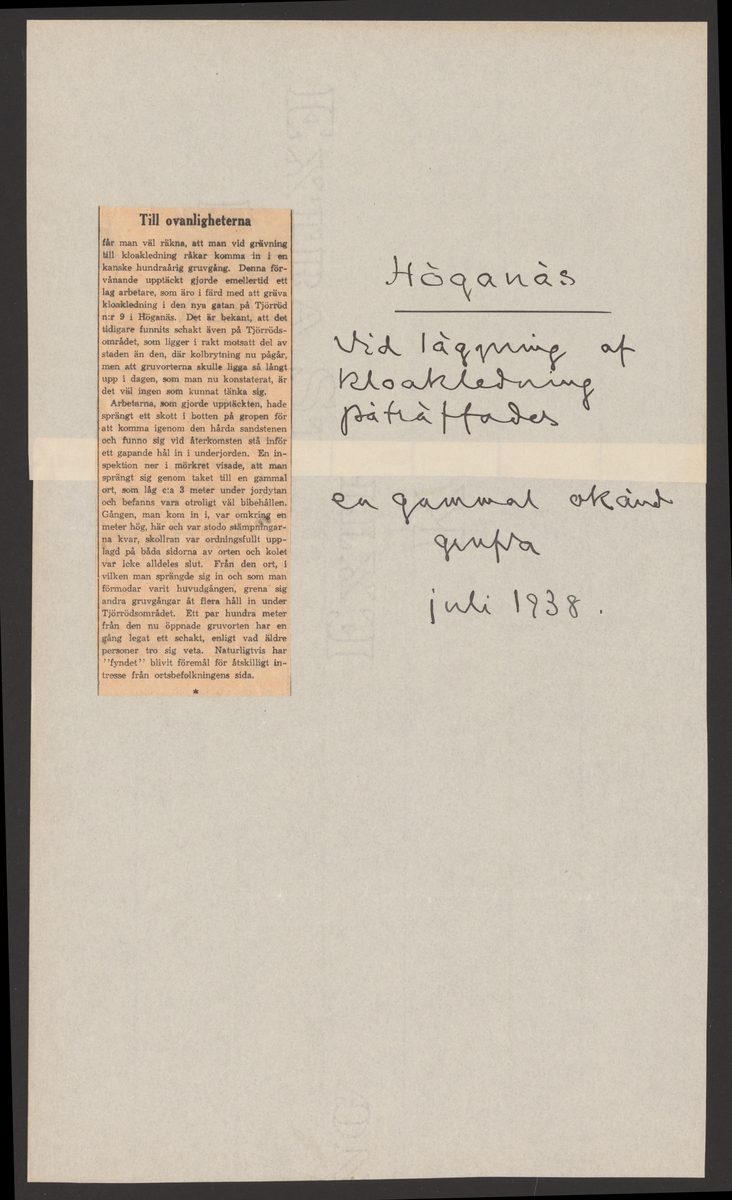 Till ovanligheterna
får man väl räkna, att man vid grävning
till kloakledning råkar komma in i en
kanske hundraårig gruvgång. Denna för-
vånande upptäckt gjorde emellertid ett
lag arbetare, som äro i färd med att gräva
kloakledning i den nya gatan på Tjörröd
n:r 9 i Höganäs. Det är bekant, att det
tidigare funnits schakt även på Tjörröds-
området, som ligger i rakt motsatt del av
staden än den, där kolbrytning nu pågår,
men att gruvorterna skulle ligga så långt
upp i dagen, som man nu konstaterat, är
det väl ingen som kunnat tänka sig.
Arbetarna, som gjorde upptäckten, hade
sprängt ett skott i botten på gropen för
att komma igenom den hårda sandstenen
och funno sig vid återkomsten stå inför
ett gapande hål in i underjorden. En in-
spektion ner i mörkret visade, att man
sprängt sig genom taket till en gammal
ort, som låg c:a 3 meter under jordytan
och befanns vara otroligt väl bibehållen.
Gången, man kom in i, var omkring en
meter hög, här och var stodo stämpningar-
na kvar, skollran var ordningsfullt upp-
lagd på båda sidorna av orten och kolet
var icke alldeles slut. Från den ort, i
vilken man sprängde sig in och som man
förmodar varit huvudgången, grena sig
andra gruvgångar åt flera håll in under
Tjörrödsområdet. Ett par hundra meter
från den nu öppnade gruvorten har en
gång legat ett schakt, enligt vad äldre
personer tro sig veta. Naturligtvis har
"fyndet" blivit föremål för åtskilligt in-
tresse från ortsbefolkningens sida.
*
Höganäs
Vid läggning af
kloakledning
påträffades
en gammal okänd
grufva
juli 1938.